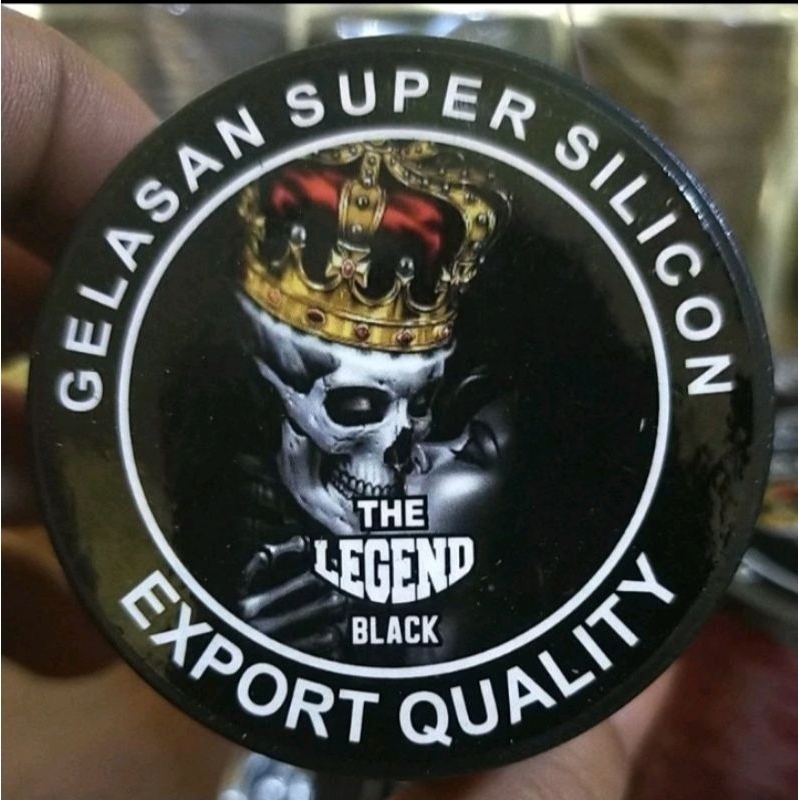 GELASAN SUPER SILICON
THE
LEGEND
BLACK
EXPORT QUALITY